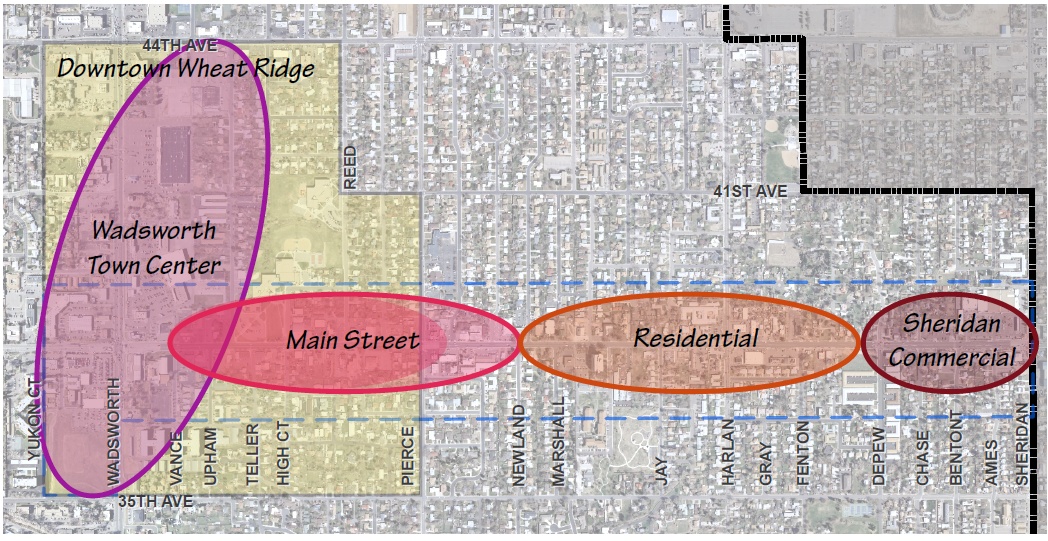 44TH AVE
Downtown Wheat Ridge
REED
41ST AVE
Wadsworth
Town Center
Main Street
Residential
Sheridan
Commercial
YUKON CT
WADSWORTH
VANCE
UPHAM
TELLER
HIGH CT
PIERCE
NEWLAND
MARSHALL
JAY
HARLAN
GRAY
FENTON
DEPEW
CHASE
BENTONT
AMES
SHERIDAN
35TH AVE